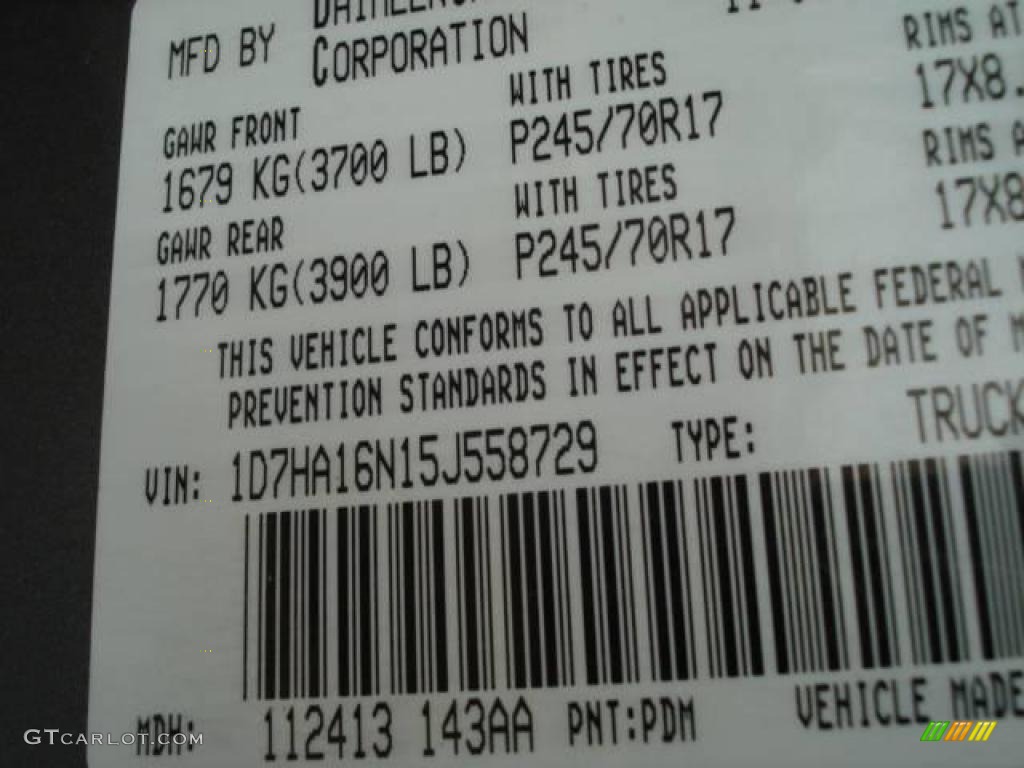 MFD BY
CORPORATION
GAWR FRONT WITH TIRES RIMS AT
1679 KG(3700 LB) P245/70R17 17X8.
GAWR REAR WITH TIRES RIMS A
1770 KG(3900 LB) P245/70R17 17X8
THIS VEHICLE CONFORMS TO ALL APPLICABLE FEDERAL
PREVENTION STANDARDS IN EFFECT ON THE DATE OF M
VIN: 1D7HA16N15J558729 TYPE: TRUCK
MDH: 112413 143AA PNT:PDM VEHICLE MADE
GTCARLOT.COM